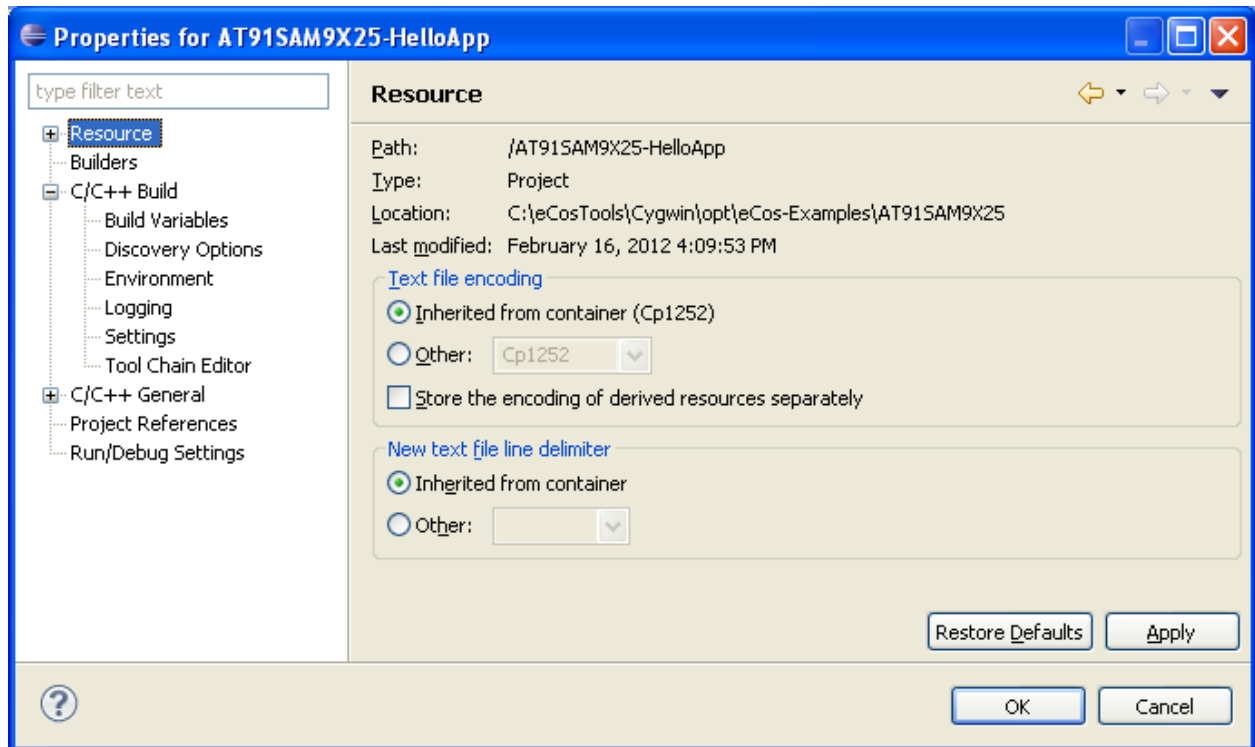 Properties for AT91SAM9X25-HelloApp
type filter text
Resource
Builders
C/C++ Build
Build Variables
Discovery Options
Environment
Logging
Settings
Tool Chain Editor
C/C++ General
Project References
Run/Debug Settings
Resource
Path: /AT91SAM9X25-HelloApp
Type: Project
Location: C:\eCosTools\Cygwin\opt\eCos-Examples\AT91SAM9X25
Last modified: February 16, 2012 4:09:53 PM
Text file encoding
Inherited from container (Cp1252)
Other: Cp1252
Store the encoding of derived resources separately
New text file line delimiter
Inherited from container
Other:
Restore Defaults Apply
? OK Cancel